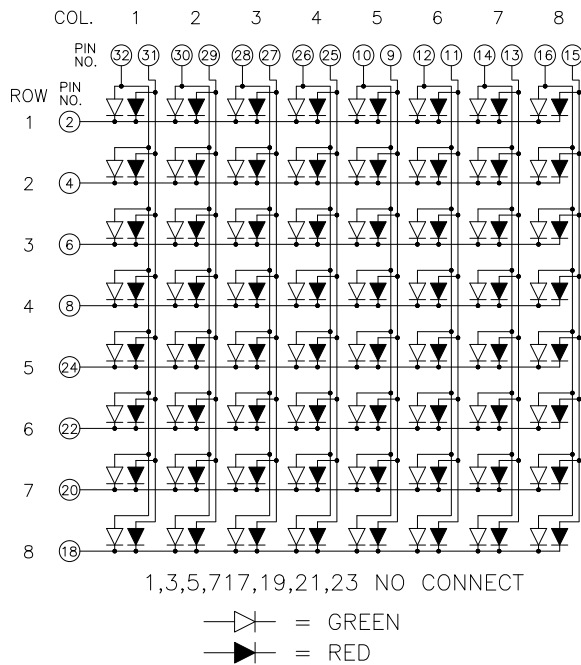 COL. 1 2 3 4 5 6 7 8
PIN NO. 32 31 30 29 28 27 26 25 10 9 12 11 14 13 16 15
ROW PIN NO.
1 2
2 4
3 6
4 8
5 24
6 22
7 20
8 18
1,3,5,717,19,21,23 NO CONNECT
= GREEN
= RED